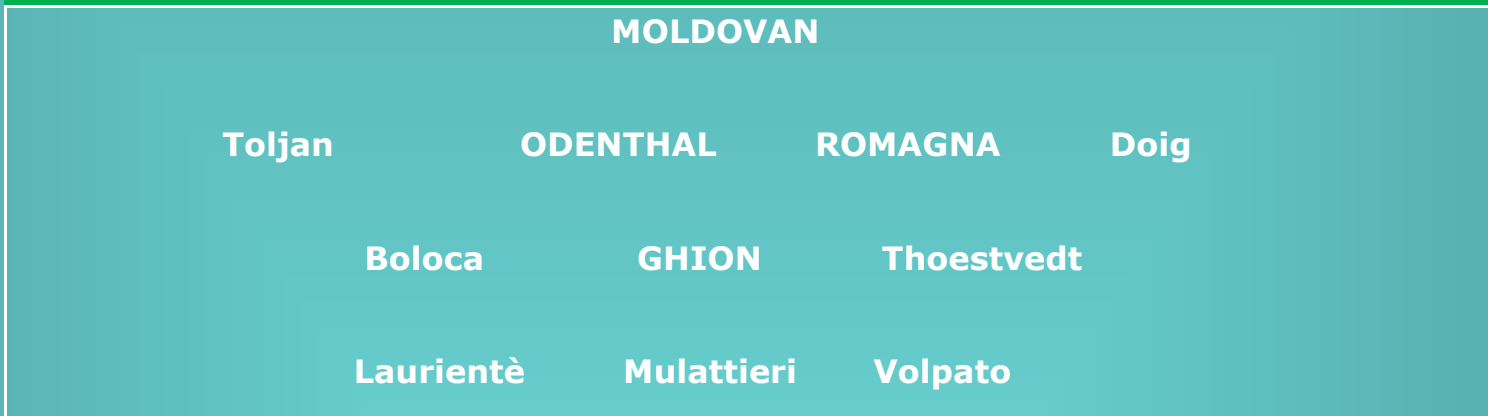 MOLDOVAN
Toljan ODENTHAL ROMAGNA Doig
Boloca GHION Thoestvedt
Laurientè Mulattieri Volpato